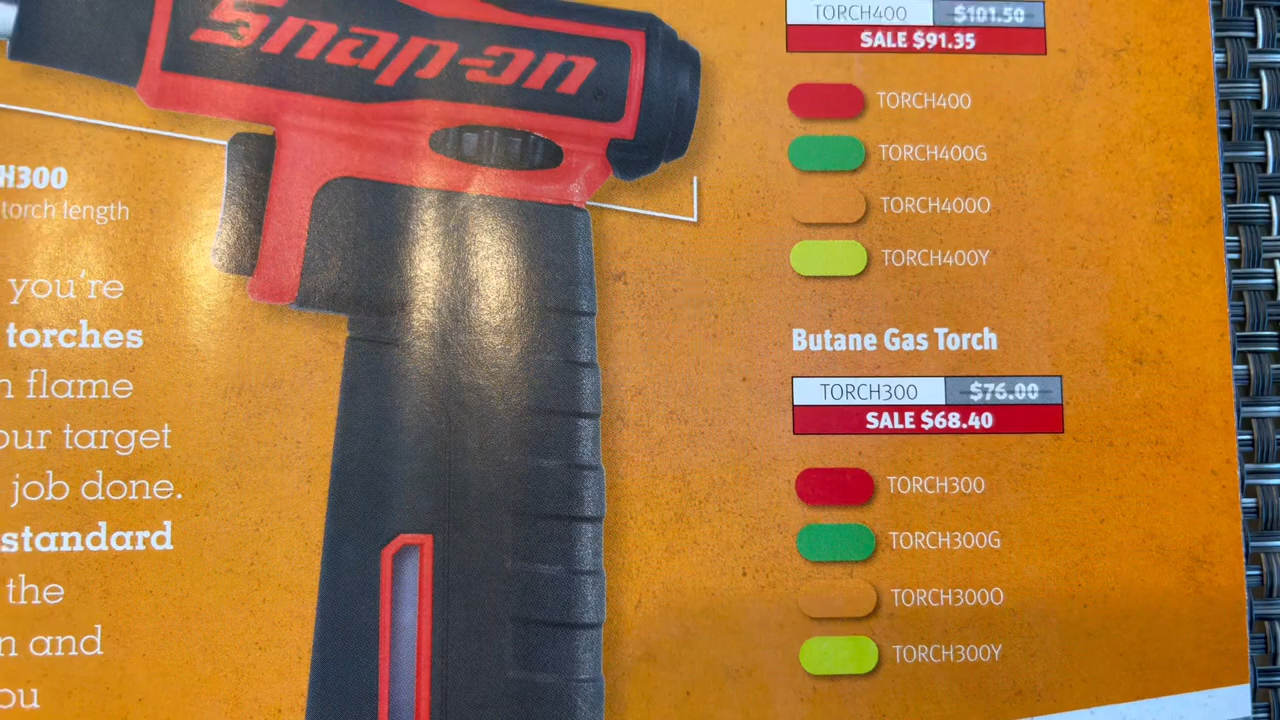 Snap-on
H300
torch length
you're
torches
flame
our target
job done.
standard
the
and
ou
TORCH400 $101.50
SALE $91.35
TORCH400
TORCH400G
TORCH400O
TORCH400Y
Butane Gas Torch
TORCH300 $76.00
SALE $68.40
TORCH300
TORCH300G
TORCH300O
TORCH300Y